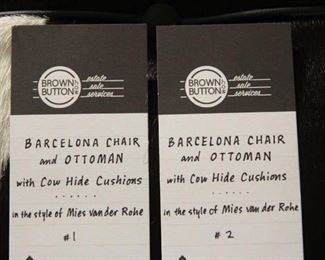 BROWN BUTTON
estate
sale
services
BARCELONA CHAIR
and OTTOMAN
with Cow Hide Cushions
in the style of Mies van der Rohe
#1
BROWN BUTTON
estate
sale
services
BARCELONA CHAIR
and OTTOMAN
with Cow Hide Cushions
in the style of Mies van der Rohe
#2